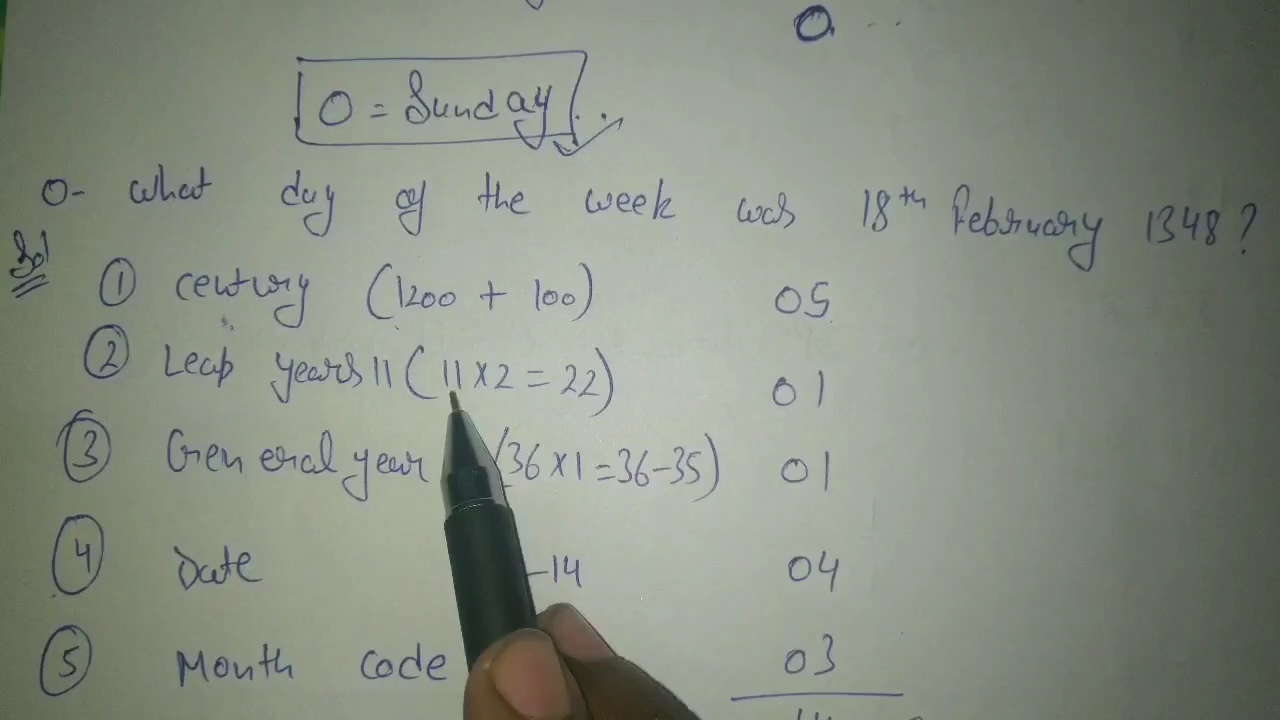 0 = Sunday
0- What day of the week was 18th February 1348?
Sol
① century (1200 + 100) 05
② Leap years 11 (11×2 = 22) 01
③ General year (36×1 = 36-35) 01
④ Date -14 04
⑤ Month code 03